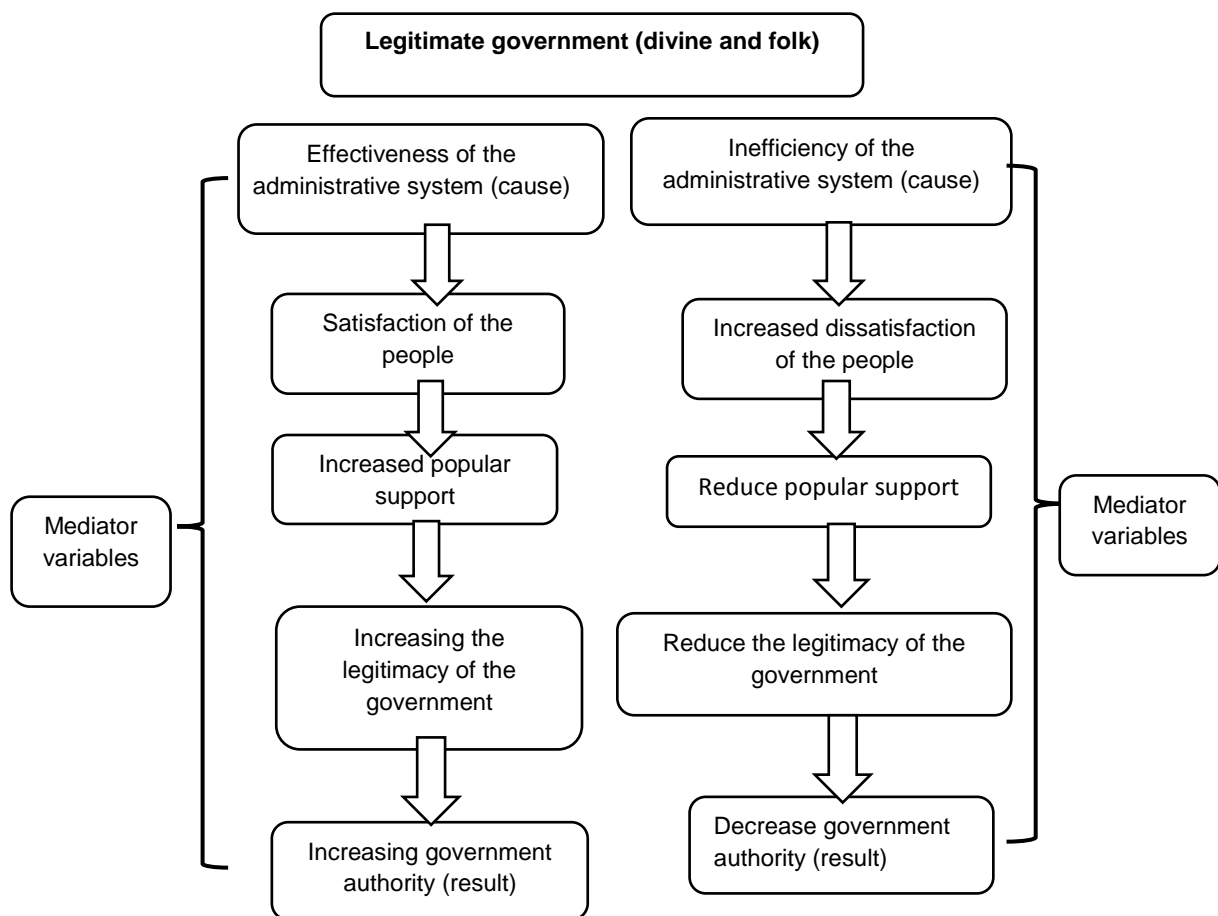 Legitimate government (divine and folk)
Effectiveness of the
administrative system (cause)
Inefficiency of the
administrative system (cause)
Satisfaction of the
people
Increased dissatisfaction
of the people
Increased popular
support
Reduce popular support
Mediator
variables
Mediator
variables
Increasing the
legitimacy of the
government
Reduce the legitimacy of the
government
Increasing government
authority (result)
Decrease government
authority (result)